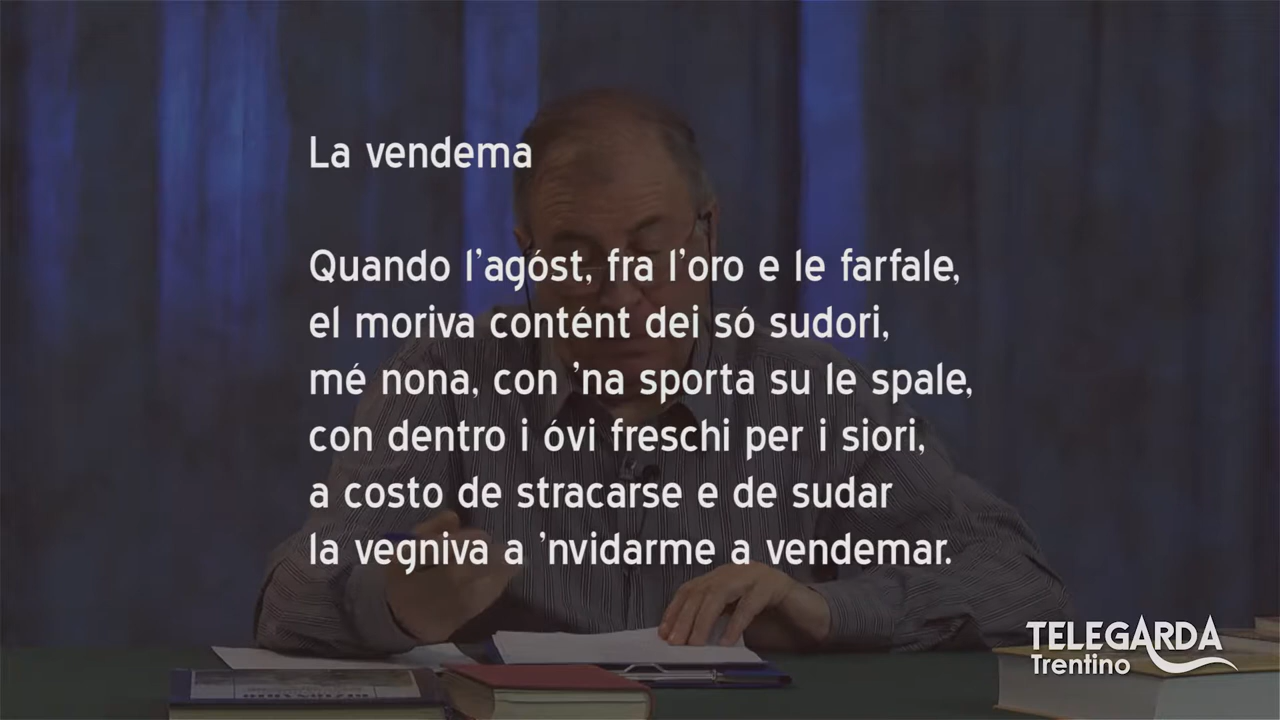 La vendema
Quando l'agóst, fra l'oro e le farfale,
el moriva contént dei só sudori,
mé nona, con 'na sporta su le spale,
con dentro i óvi freschi per i siori,
a costo de stracarse e de sudar
la vegniva a 'nvidarme a vendemar.
TELEGARDA
Trentino